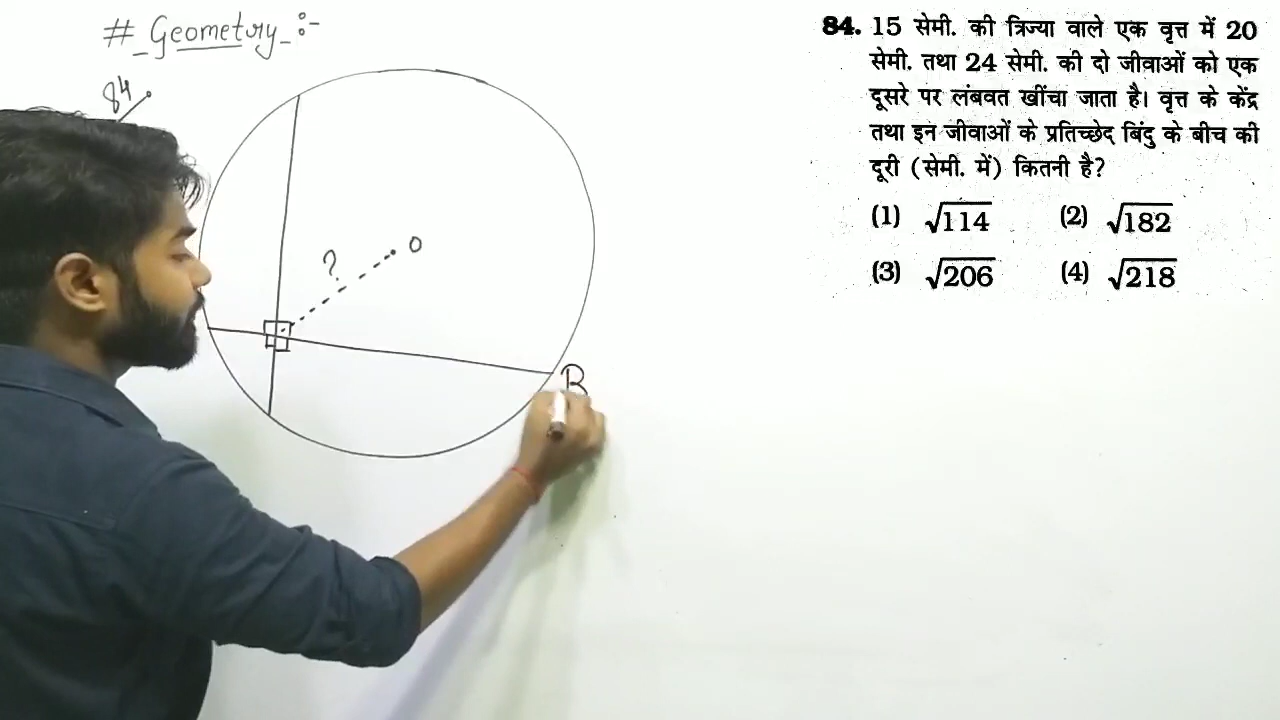 # Geometry :-
84
84. 15 सेमी. की त्रिज्या वाले एक वृत्त में 20
सेमी. तथा 24 सेमी. की दो जीवाओं को एक
दूसरे पर लंबवत खींचा जाता है। वृत्त के केंद्र
तथा इन जीवाओं के प्रतिच्छेद बिंदु के बीच की
दूरी (सेमी. में) कितनी है?
(1) √114 (2) √182
(3) √206 (4) √218
? O
B